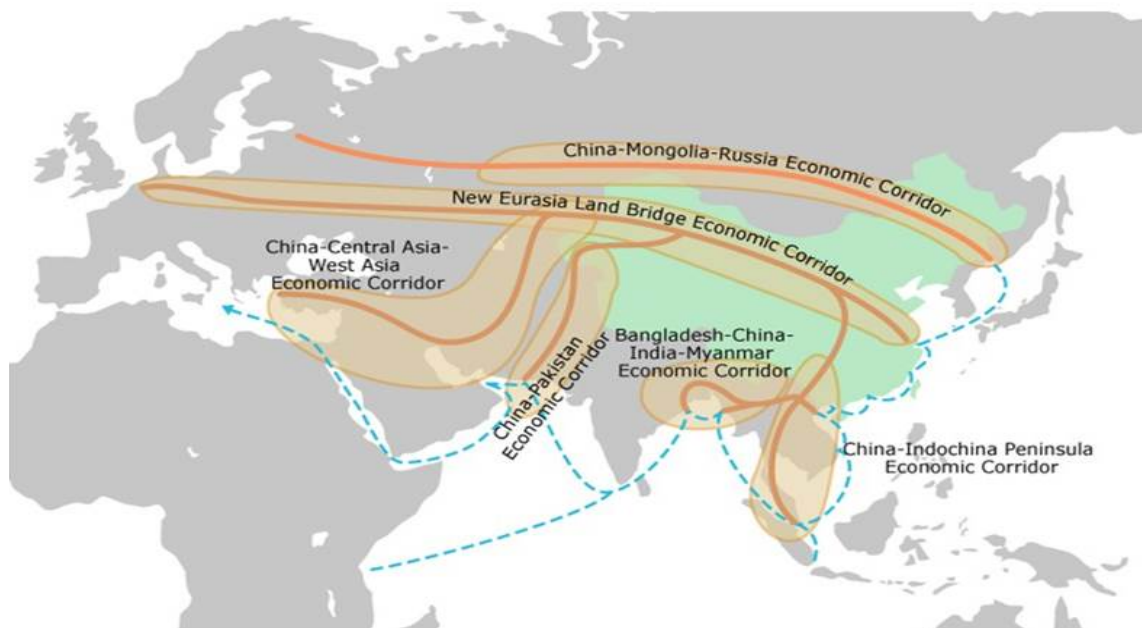 China-Mongolia-Russia Economic Corridor
New Eurasia Land Bridge Economic Corridor
China-Central Asia-
West Asia
Economic Corridor
Bangladesh-China-
India-Myanmar
Economic Corridor
China-Pakistan
Economic Corridor
China-Indochina Peninsula
Economic Corridor